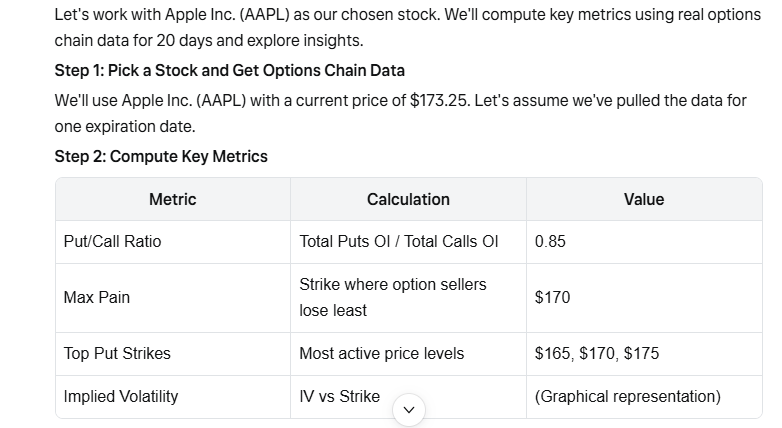 Let's work with Apple Inc. (AAPL) as our chosen stock. We'll compute key metrics using real options
chain data for 20 days and explore insights.
Step 1: Pick a Stock and Get Options Chain Data
We'll use Apple Inc. (AAPL) with a current price of $173.25. Let's assume we've pulled the data for
one expiration date.
Step 2: Compute Key Metrics
Metric Calculation Value
Put/Call Ratio Total Puts OI / Total Calls OI 0.85
Max Pain Strike where option sellers lose least $170
Top Put Strikes Most active price levels $165, $170, $175
Implied Volatility IV vs Strike (Graphical representation)